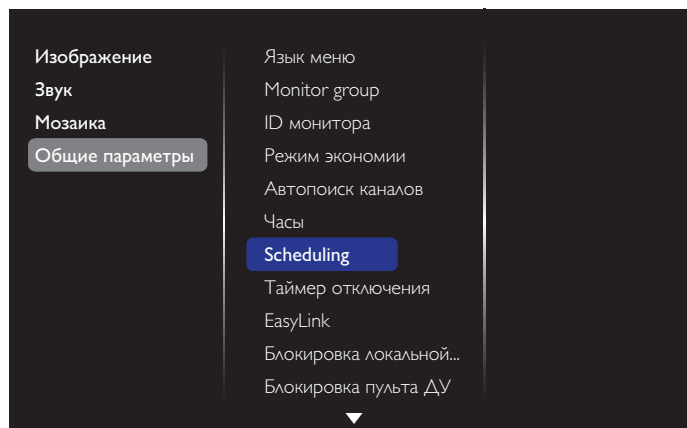 Изображение
Звук
Мозаика
Общие параметры
Язык меню
Monitor group
ID монитора
Режим экономии
Автопоиск каналов
Часы
Scheduling
Таймер отключения
EasyLink
Блокировка локальной...
Блокировка пульта ДУ